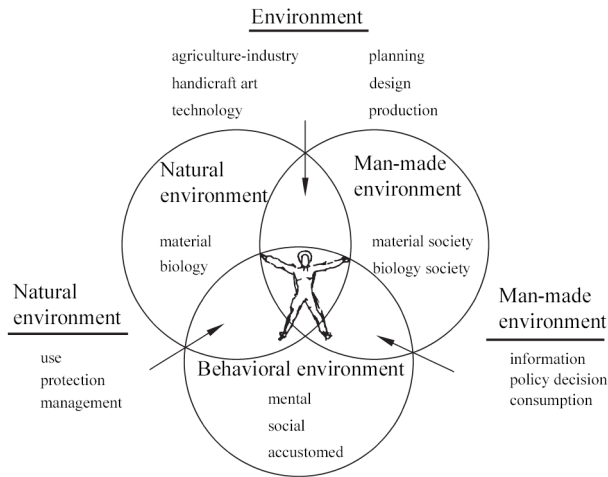 Environment
agriculture-industry
handicraft art
technology
planning
design
production
Natural
environment
material
biology
Man-made
environment
material society
biology society
Natural
environment
use
protection
management
Behavioral environment
mental
social
accustomed
Man-made
environment
information
policy decision
consumption